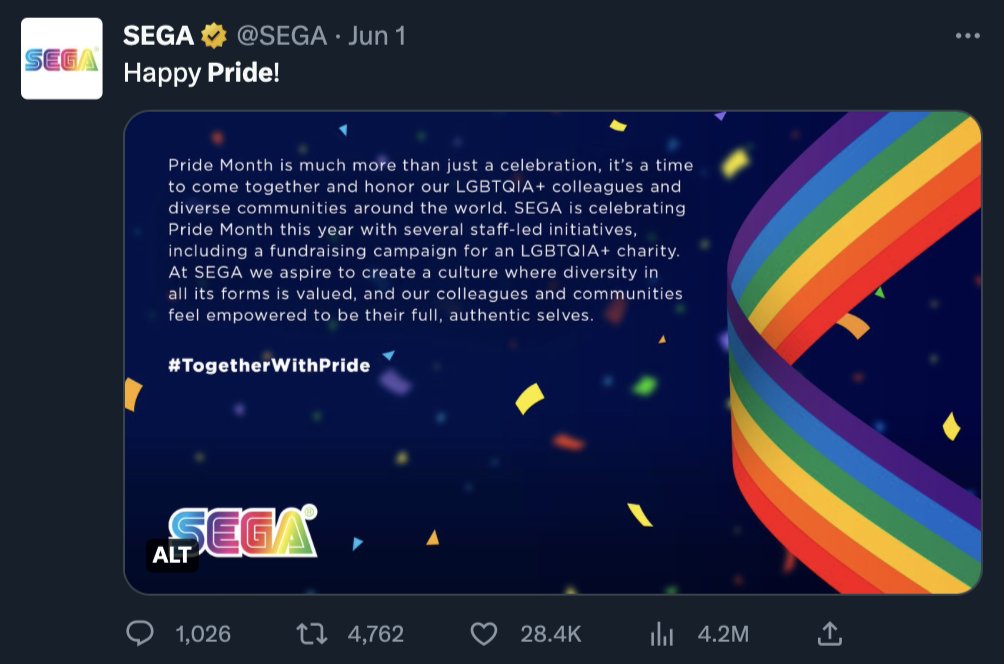 SEGA
SEGA @SEGA · Jun 1
Happy Pride!
Pride Month is much more than just a celebration, it's a time
to come together and honor our LGBTQIA+ colleagues and
diverse communities around the world. SEGA is celebrating
Pride Month this year with several staff-led initiatives,
including a fundraising campaign for an LGBTQIA+ charity.
At SEGA we aspire to create a culture where diversity in
all its forms is valued, and our colleagues and communities
feel empowered to be their full, authentic selves.
#TogetherWithPride
SEGA®
ALT
1,026 4,762 28.4K 4.2M